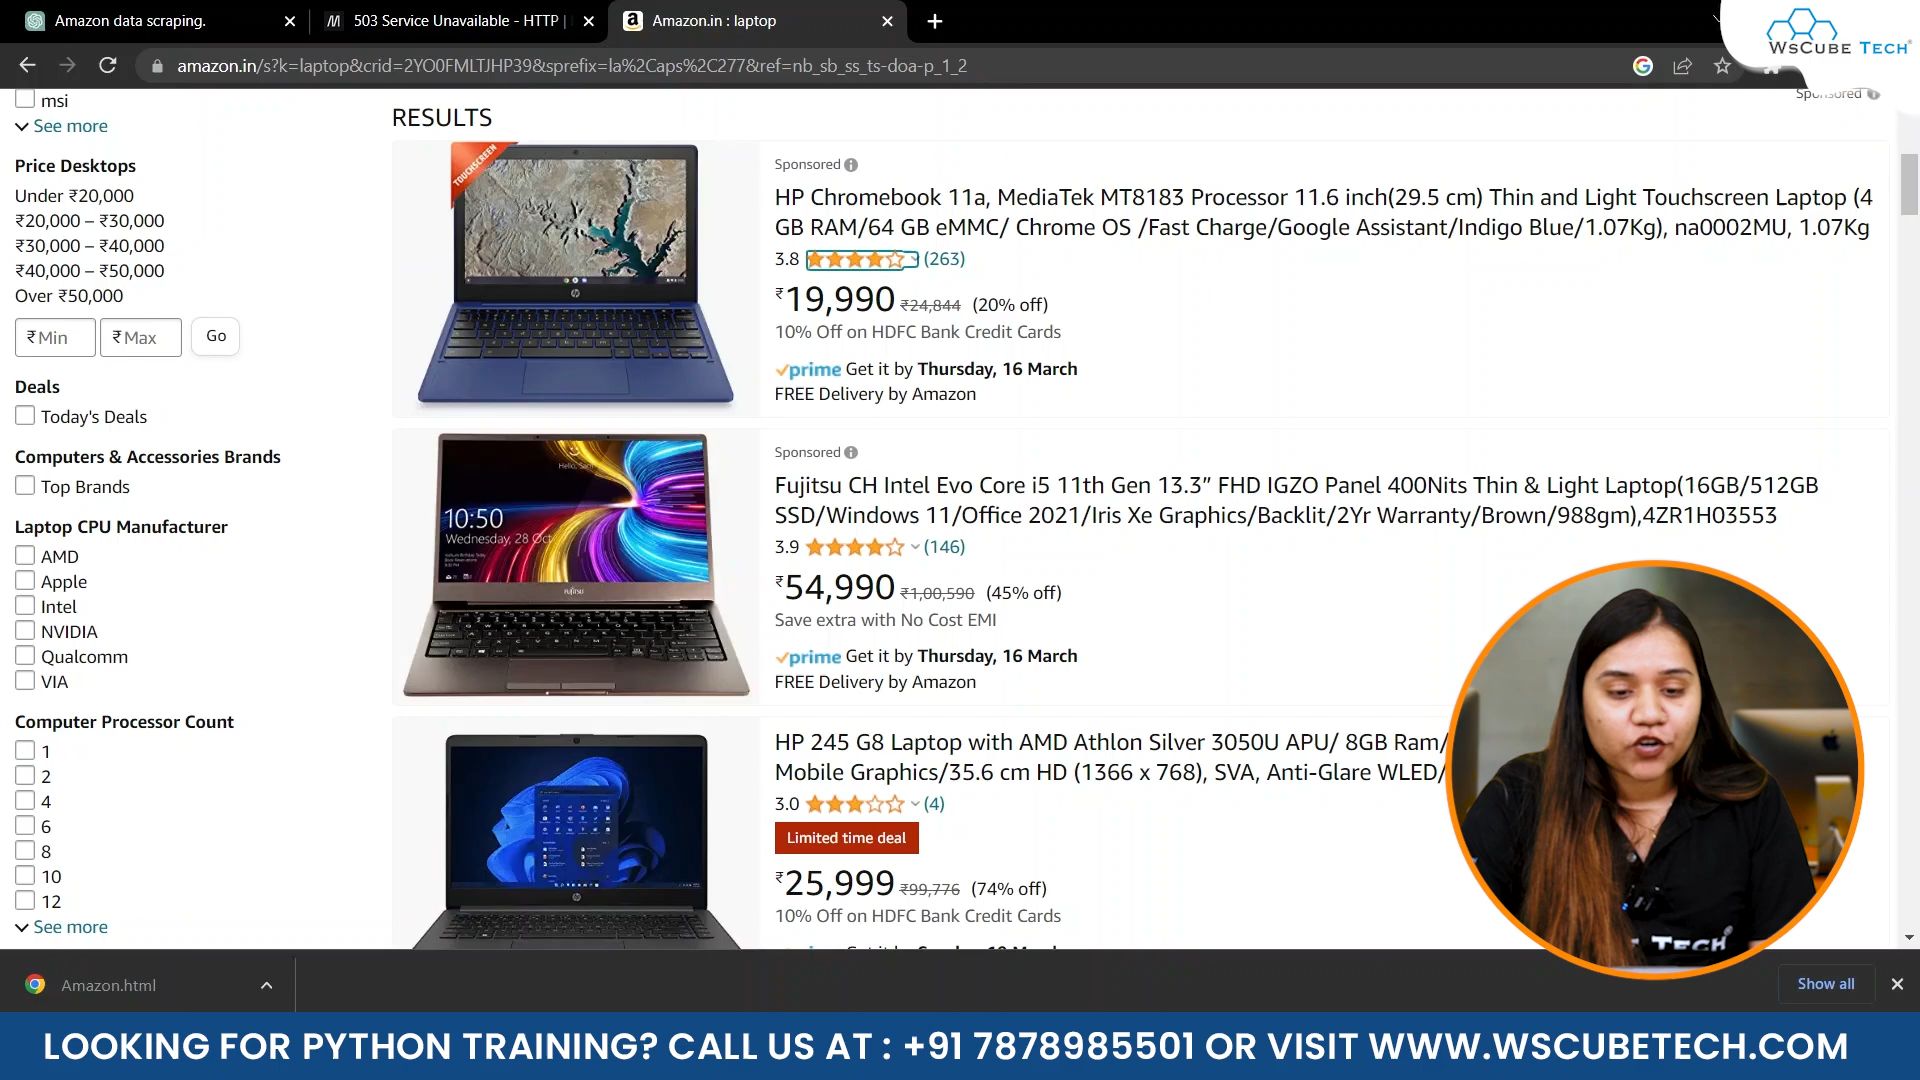 Amazon data scraping.
503 Service Unavailable - HTTP |
Amazon.in : laptop
WsCube Tech
amazon.in/s?k=laptop&crid=2YO0FMLTJHP39&sprefix=la%2Caps%2C277&ref=nb_sb_ss_ts-doa-p_1_2
Sponsored
msi
See more
Price Desktops
Under ₹20,000
₹20,000 – ₹30,000
₹30,000 – ₹40,000
₹40,000 – ₹50,000
Over ₹50,000
₹ Min
₹ Max
Go
Deals
Today's Deals
Computers & Accessories Brands
Top Brands
Laptop CPU Manufacturer
AMD
Apple
Intel
NVIDIA
Qualcomm
VIA
Computer Processor Count
1
2
4
6
8
10
12
See more
RESULTS
TOUCHSCREEN
Sponsored
HP Chromebook 11a, MediaTek MT8183 Processor 11.6 inch(29.5 cm) Thin and Light Touchscreen Laptop (4
GB RAM/64 GB eMMC/ Chrome OS /Fast Charge/Google Assistant/Indigo Blue/1.07Kg), na0002MU, 1.07Kg
3.8 (263)
₹19,990 ₹24,844 (20% off)
10% Off on HDFC Bank Credit Cards
prime Get it by Thursday, 16 March
FREE Delivery by Amazon
10:50
Wednesday, 28 Oct
FUJITSU
Sponsored
Fujitsu CH Intel Evo Core i5 11th Gen 13.3” FHD IGZO Panel 400Nits Thin & Light Laptop(16GB/512GB
SSD/Windows 11/Office 2021/Iris Xe Graphics/Backlit/2Yr Warranty/Brown/988gm),4ZR1H03553
3.9 (146)
₹54,990 ₹1,00,590 (45% off)
Save extra with No Cost EMI
prime Get it by Thursday, 16 March
FREE Delivery by Amazon
HP 245 G8 Laptop with AMD Athlon Silver 3050U APU/ 8GB Ram/
Mobile Graphics/35.6 cm HD (1366 x 768), SVA, Anti-Glare WLED/
3.0 (4)
Limited time deal
₹25,999 ₹99,776 (74% off)
10% Off on HDFC Bank Credit Cards
TECH
Amazon.html
Show all
LOOKING FOR PYTHON TRAINING? CALL US AT : +91 7878985501 OR VISIT WWW.WSCUBETECH.COM